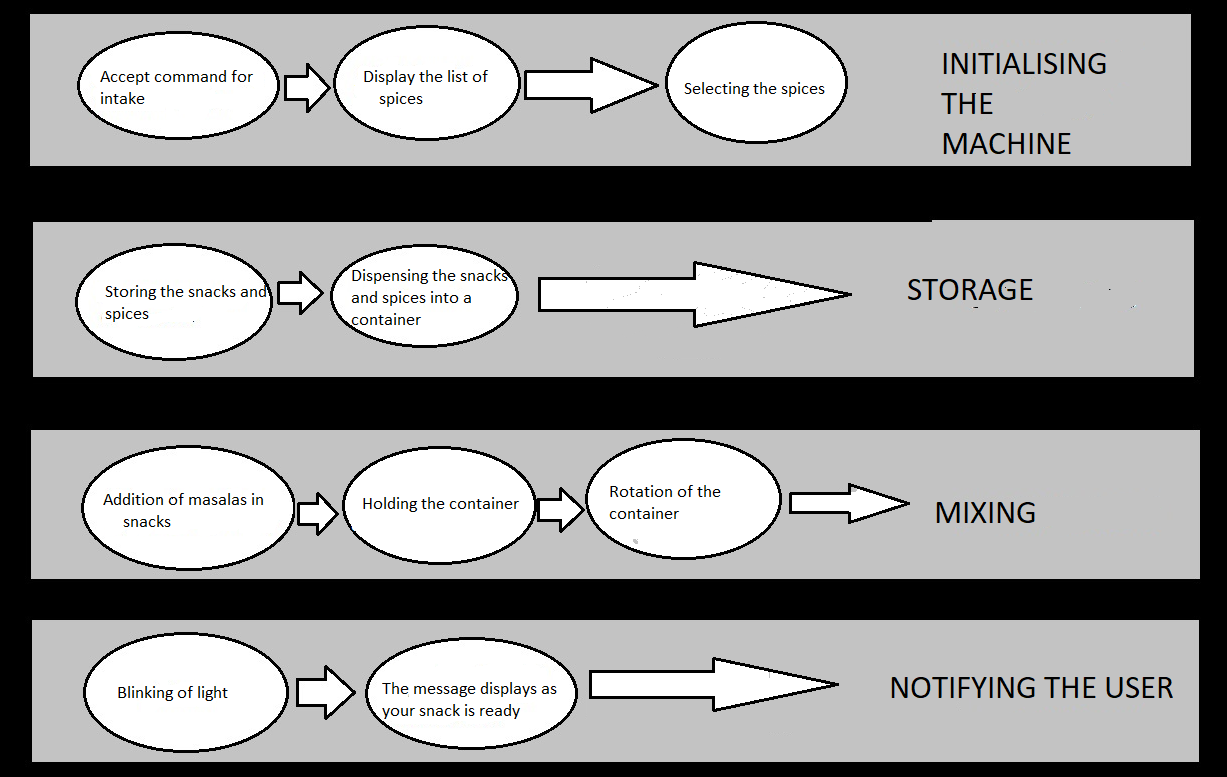 Accept command for
intake
Display the list of
spices
Selecting the spices
INITIALISING
THE
MACHINE
Storing the snacks and
spices
Dispensing the snacks
and spices into a
container
STORAGE
Addition of masalas in
snacks
Holding the container
Rotation of the
container
MIXING
Blinking of light
The message displays as
your snack is ready
NOTIFYING THE USER